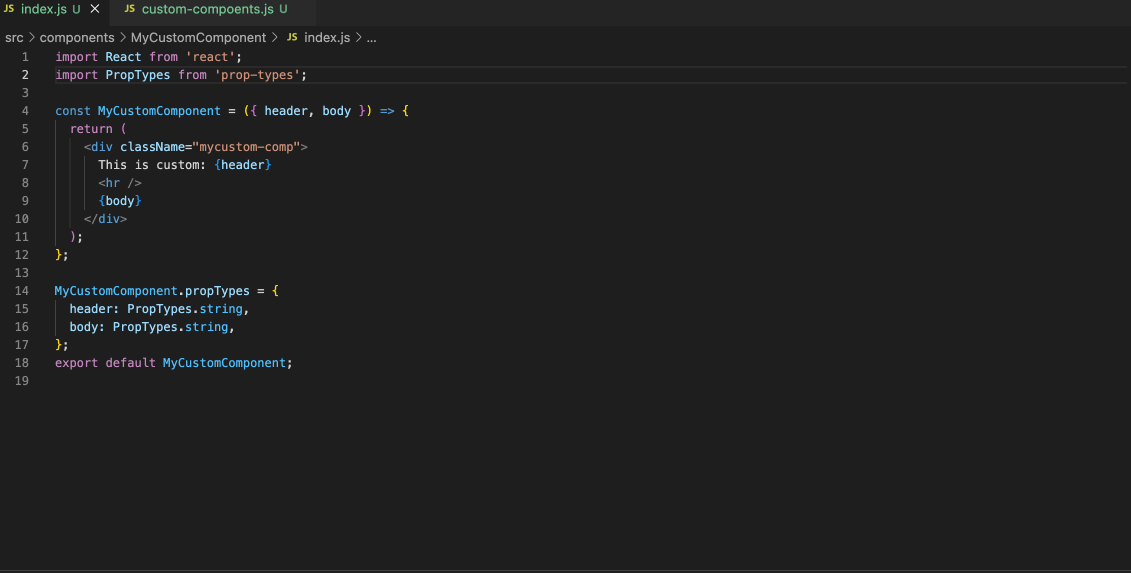 JS index.js U × JS custom-compoents.js U
src > components > MyCustomComponent > JS index.js > ...
1 import React from 'react';
2 import PropTypes from 'prop-types';
3
4 const MyCustomComponent = ({ header, body }) => {
5   return (
6     <div className="mycustom-comp">
7       This is custom: {header}
8       <hr />
9       {body}
10     </div>
11   );
12 };
13
14 MyCustomComponent.propTypes = {
15   header: PropTypes.string,
16   body: PropTypes.string,
17 };
18 export default MyCustomComponent;
19